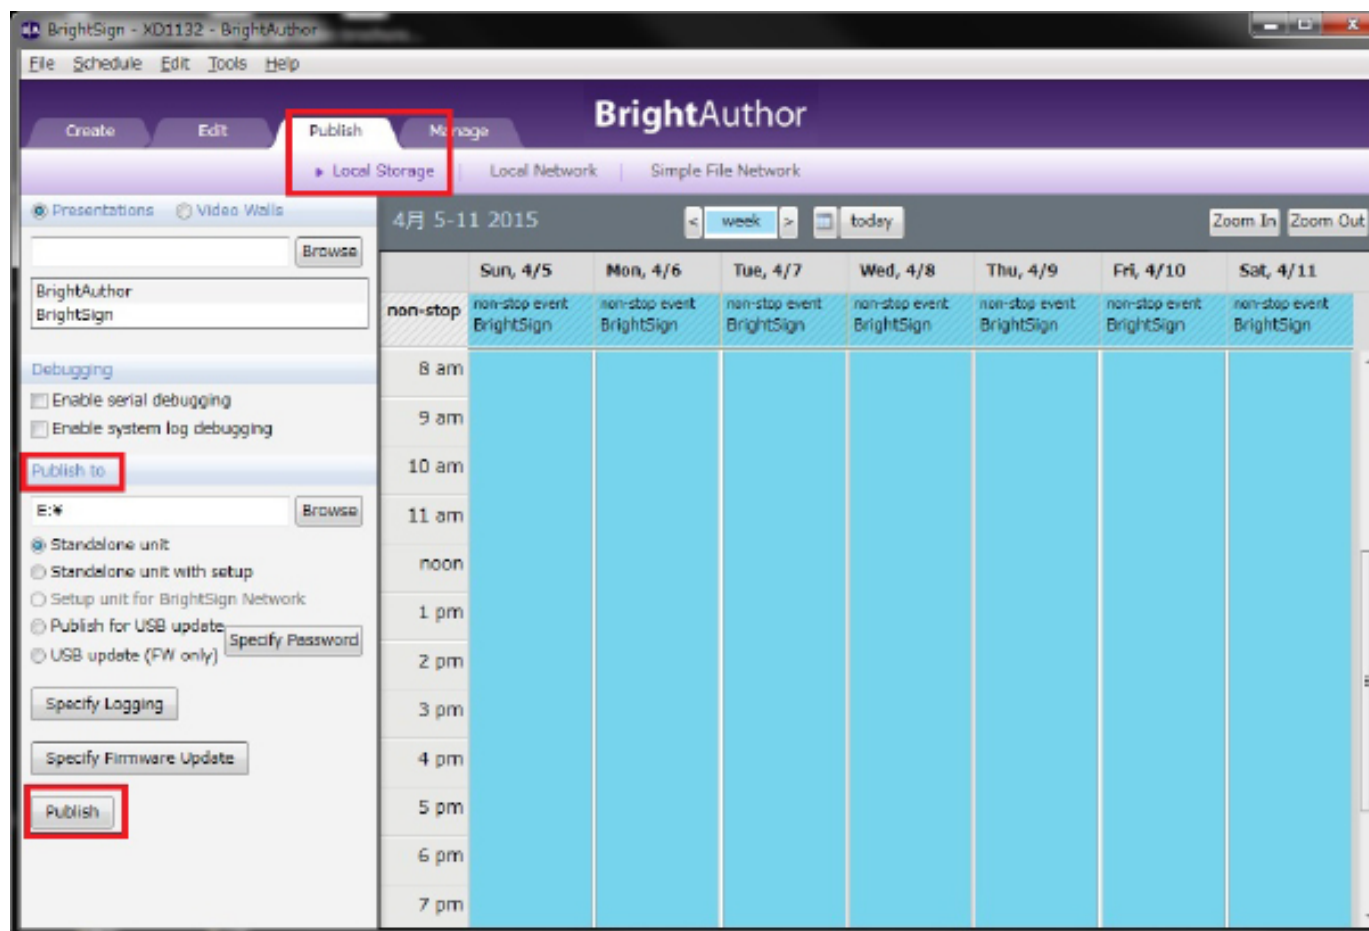 BrightSign - XD1132 - BrightAuthor
File Schedule Edit Tools Help
BrightAuthor
Create Edit Publish Manage
Local Storage Local Network Simple File Network
Presentations Video Walls
Browse
BrightAuthor
BrightSign
Debugging
Enable serial debugging
Enable system log debugging
Publish to
E:¥ Browse
Standalone unit
Standalone unit with setup
Setup unit for BrightSign Network
Publish for USB update
Specify Password
USB update (FW only)
Specify Logging
Specify Firmware Update
Publish
4月 5-11 2015 < week > today Zoom In Zoom Out
Sun, 4/5 Mon, 4/6 Tue, 4/7 Wed, 4/8 Thu, 4/9 Fri, 4/10 Sat, 4/11
non-stop
non-stop event non-stop event non-stop event non-stop event non-stop event non-stop event non-stop event
BrightSign BrightSign BrightSign BrightSign BrightSign BrightSign BrightSign
8 am
9 am
10 am
11 am
noon
1 pm
2 pm
3 pm
4 pm
5 pm
6 pm
7 pm